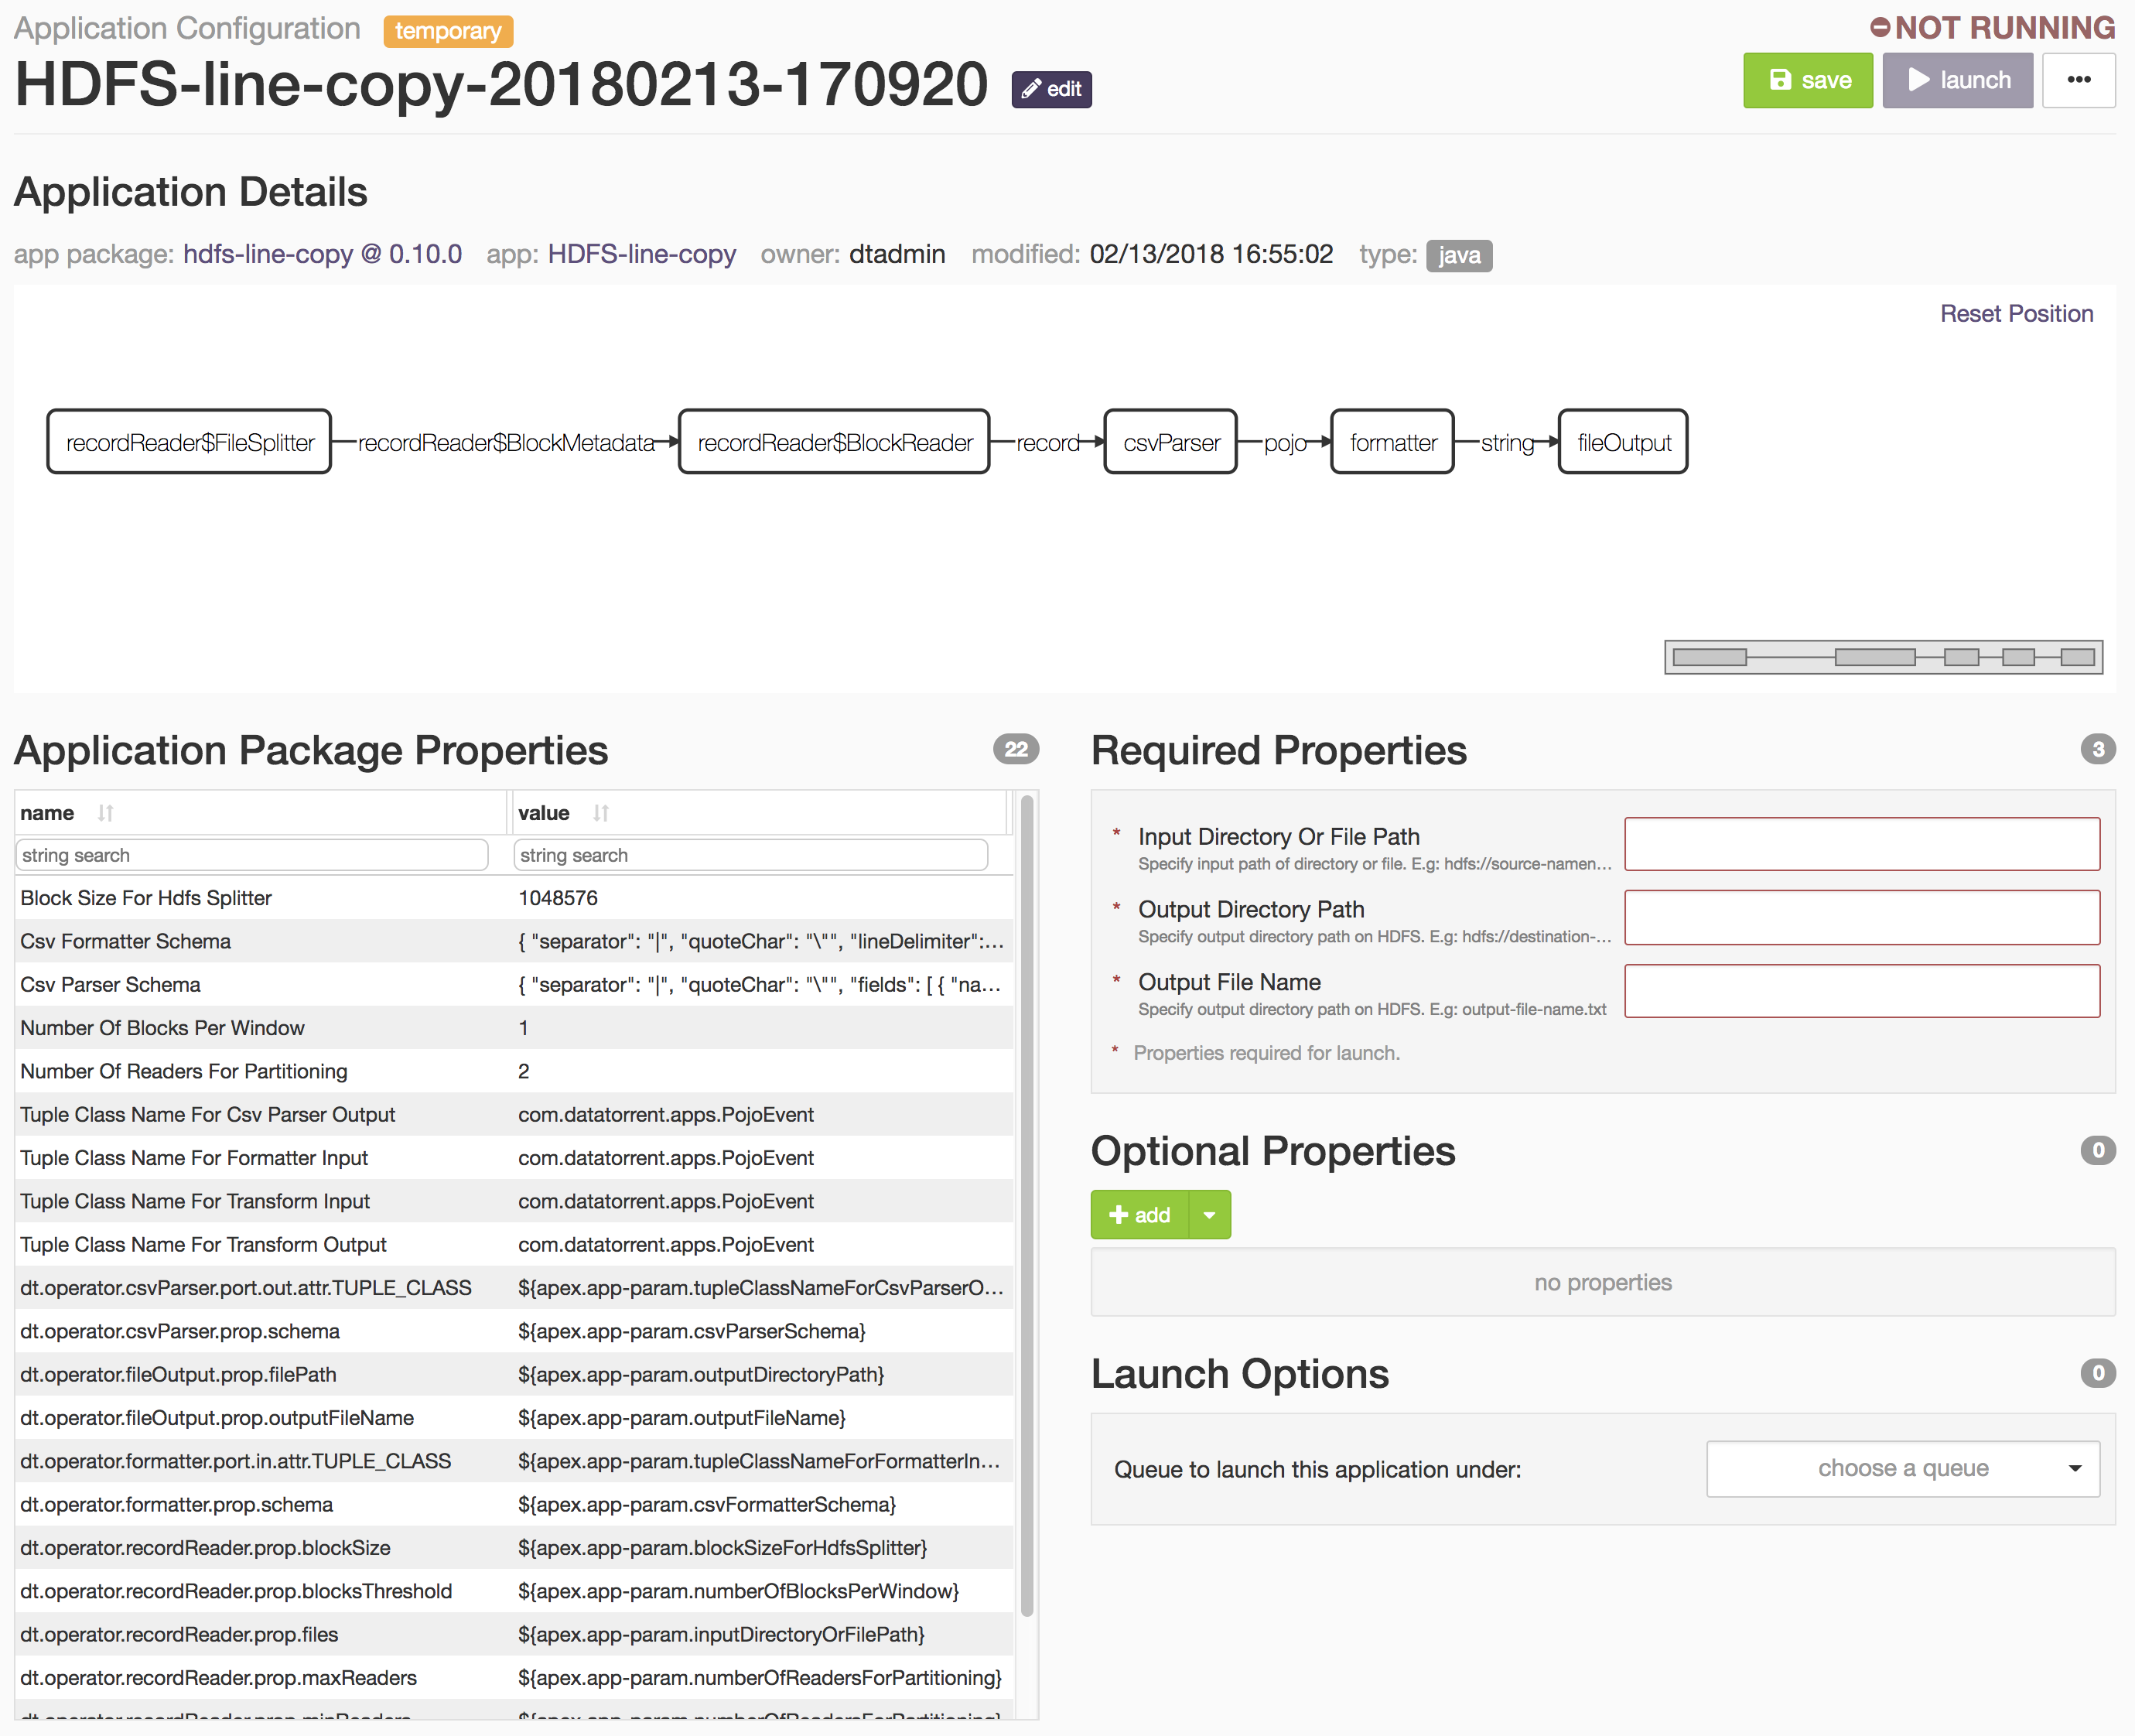 Application Configuration temporary
NOT RUNNING
HDFS-line-copy-20180213-170920 edit
save launch •••
Application Details
app package: hdfs-line-copy @ 0.10.0 app: HDFS-line-copy owner: dtadmin modified: 02/13/2018 16:55:02 type: java
Reset Position
recordReader$FileSplitter recordReader$BlockMetadata recordReader$BlockReader record csvParser pojo formatter string fileOutput
Application Package Properties 22
name value
string search string search
Block Size For Hdfs Splitter 1048576
Csv Formatter Schema { "separator": "|", "quoteChar": "\"", "lineDelimiter":...
Csv Parser Schema { "separator": "|", "quoteChar": "\"", "fields": [ { "na...
Number Of Blocks Per Window 1
Number Of Readers For Partitioning 2
Tuple Class Name For Csv Parser Output com.datatorrent.apps.PojoEvent
Tuple Class Name For Formatter Input com.datatorrent.apps.PojoEvent
Tuple Class Name For Transform Input com.datatorrent.apps.PojoEvent
Tuple Class Name For Transform Output com.datatorrent.apps.PojoEvent
dt.operator.csvParser.port.out.attr.TUPLE_CLASS ${apex.app-param.tupleClassNameForCsvParserO...
dt.operator.csvParser.prop.schema ${apex.app-param.csvParserSchema}
dt.operator.fileOutput.prop.filePath ${apex.app-param.outputDirectoryPath}
dt.operator.fileOutput.prop.outputFileName ${apex.app-param.outputFileName}
dt.operator.formatter.port.in.attr.TUPLE_CLASS ${apex.app-param.tupleClassNameForFormatterIn...
dt.operator.formatter.prop.schema ${apex.app-param.csvFormatterSchema}
dt.operator.recordReader.prop.blockSize ${apex.app-param.blockSizeForHdfsSplitter}
dt.operator.recordReader.prop.blocksThreshold ${apex.app-param.numberOfBlocksPerWindow}
dt.operator.recordReader.prop.files ${apex.app-param.inputDirectoryOrFilePath}
dt.operator.recordReader.prop.maxReaders ${apex.app-param.numberOfReadersForPartitioning}
dt.operator.recordReader.prop.minReaders ${apex.app-param.numberOfReadersForPartitioning}
Required Properties 3
* Input Directory Or File Path
Specify input path of directory or file. E.g: hdfs://source-namen...
* Output Directory Path
Specify output directory path on HDFS. E.g: hdfs://destination-...
* Output File Name
Specify output directory path on HDFS. E.g: output-file-name.txt
* Properties required for launch.
Optional Properties 0
add
no properties
Launch Options 0
Queue to launch this application under: choose a queue